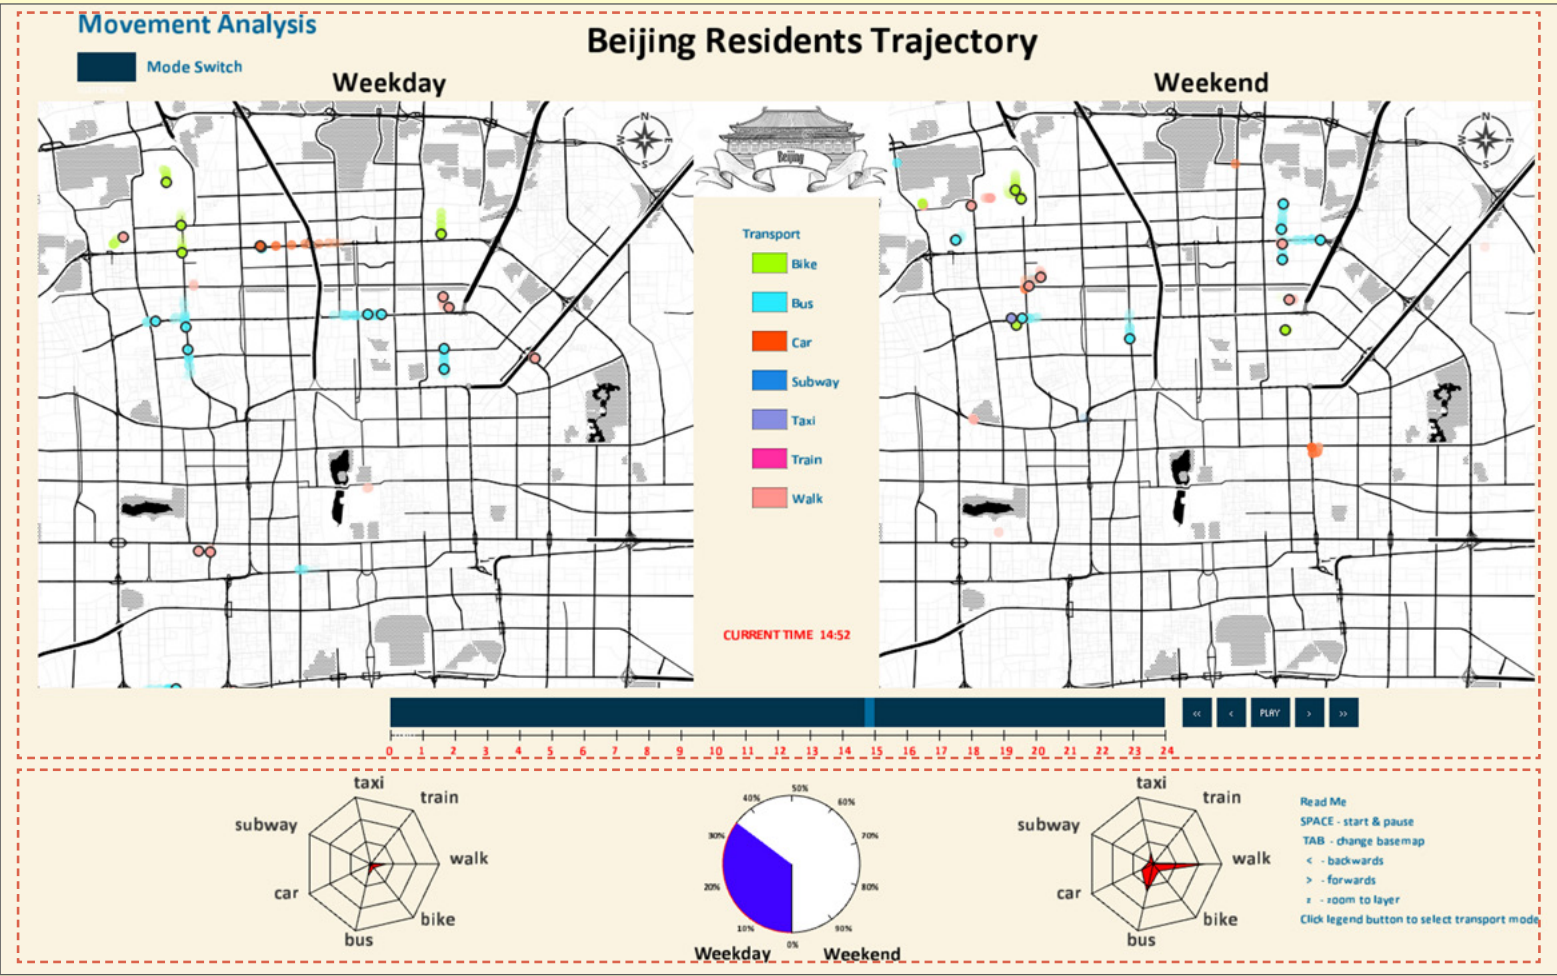 Movement Analysis
Beijing Residents Trajectory
Mode Switch
Weekday
Weekend
N
W
E
S
Beijing
N
W
E
S
Transport
Bike
Bus
Car
Subway
Taxi
Train
Walk
CURRENT TIME 14:52
<<
<
PLAY
>
>>
0 1 2 3 4 5 6 7 8 9 10 11 12 13 14 15 16 17 18 19 20 21 22 23 24
taxi
train
subway
walk
car
bike
bus
50%
40%
60%
30%
70%
20%
80%
10%
90%
0%
Weekday
Weekend
taxi
train
subway
walk
car
bike
bus
Read Me
SPACE - start & pause
TAB - change basemap
< - backwards
> - forwards
z - zoom to layer
Click legend button to select transport mode